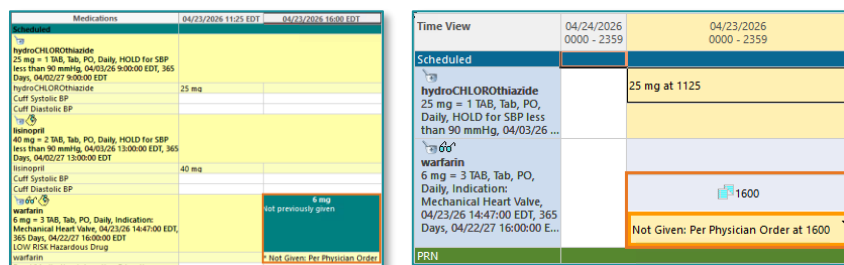 Medications 04/23/2026 11:25 EDT 04/23/2026 16:00 EDT
Scheduled
hydroCHLOROthiazide
25 mg = 1 TAB, Tab, PO, Daily, HOLD for SBP
less than 90 mmHg, 04/03/26 9:00:00 EDT, 365
Days, 04/02/27 9:00:00 EDT
hydroCHLOROthiazide 25 mg
Cuff Systolic BP
Cuff Diastolic BP
lisinopril
40 mg = 2 TAB, Tab, PO, Daily, HOLD for SBP
less than 90 mmHg, 04/03/26 13:00:00 EDT, 365
Days, 04/02/27 13:00:00 EDT
lisinopril 40 mg
Cuff Systolic BP
Cuff Diastolic BP
warfarin
6 mg = 3 TAB, Tab, PO, Daily, Indication:
Mechanical Heart Valve, 04/23/26 14:47:00 EDT,
365 Days, 04/22/27 16:00:00 EDT
LOW RISK Hazardous Drug
6 mg
Not previously given
warfarin * Not Given: Per Physician Order
Time View 04/24/2026 04/23/2026
0000 - 2359 0000 - 2359
Scheduled
hydroCHLOROthiazide
25 mg = 1 TAB, Tab, PO,
Daily, HOLD for SBP less
than 90 mmHg, 04/03/26 ...
25 mg at 1125
warfarin
6 mg = 3 TAB, Tab, PO,
Daily, Indication:
Mechanical Heart Valve,
04/23/26 14:47:00 EDT, 365
Days, 04/22/27 16:00:00 E...
1600
Not Given: Per Physician Order at 1600
PRN